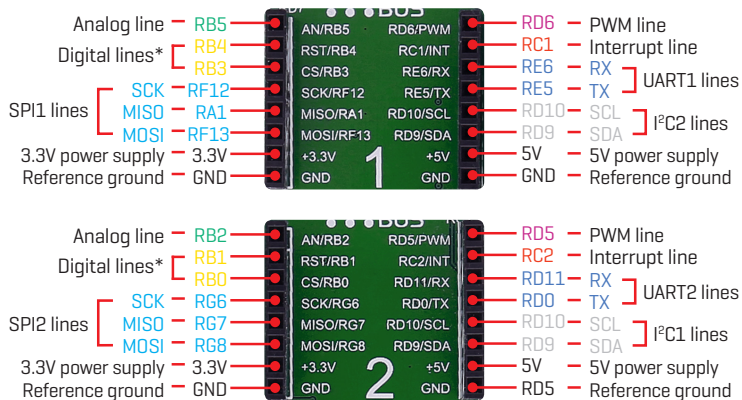 BUS
Analog line RB5 AN/RB5 RD6/PWM RD6 PWM line
Digital lines* RB4 RST/RB4 RC1/INT RC1 Interrupt line
RB3 CS/RB3 RE6/RX RE6 RX
UART1 lines
SCK RF12 SCK/RF12 RE5/TX RE5 TX
SPI1 lines MISO RA1 MISO/RA1 RD10/SCL RD10 SCL
I²C2 lines
MOSI RF13 MOSI/RF13 RD9/SDA RD9 SDA
3.3V power supply 3.3V +3.3V +5V 5V 5V power supply
Reference ground GND GND 1 GND GND Reference ground
BUS
Analog line RB2 AN/RB2 RD5/PWM RD5 PWM line
Digital lines* RB1 RST/RB1 RC2/INT RC2 Interrupt line
RB0 CS/RB0 RD11/RX RD11 RX
UART2 lines
SCK RG6 SCK/RG6 RD0/TX RD0 TX
SPI2 lines MISO RG7 MISO/RG7 RD10/SCL RD10 SCL
I²C1 lines
MOSI RG8 MOSI/RG8 RD9/SDA RD9 SDA
3.3V power supply 3.3V +3.3V +5V 5V 5V power supply
Reference ground GND GND 2 GND RD5 Reference ground